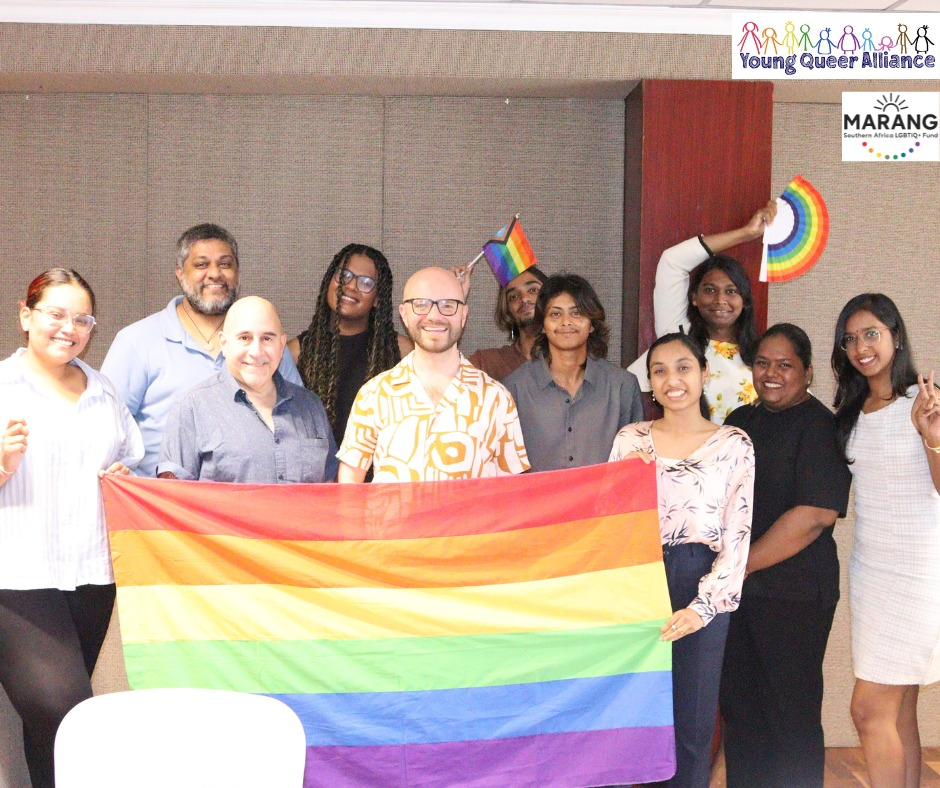 Young Queer Alliance
MARANG
Southern Africa LGBTIQ+ Fund